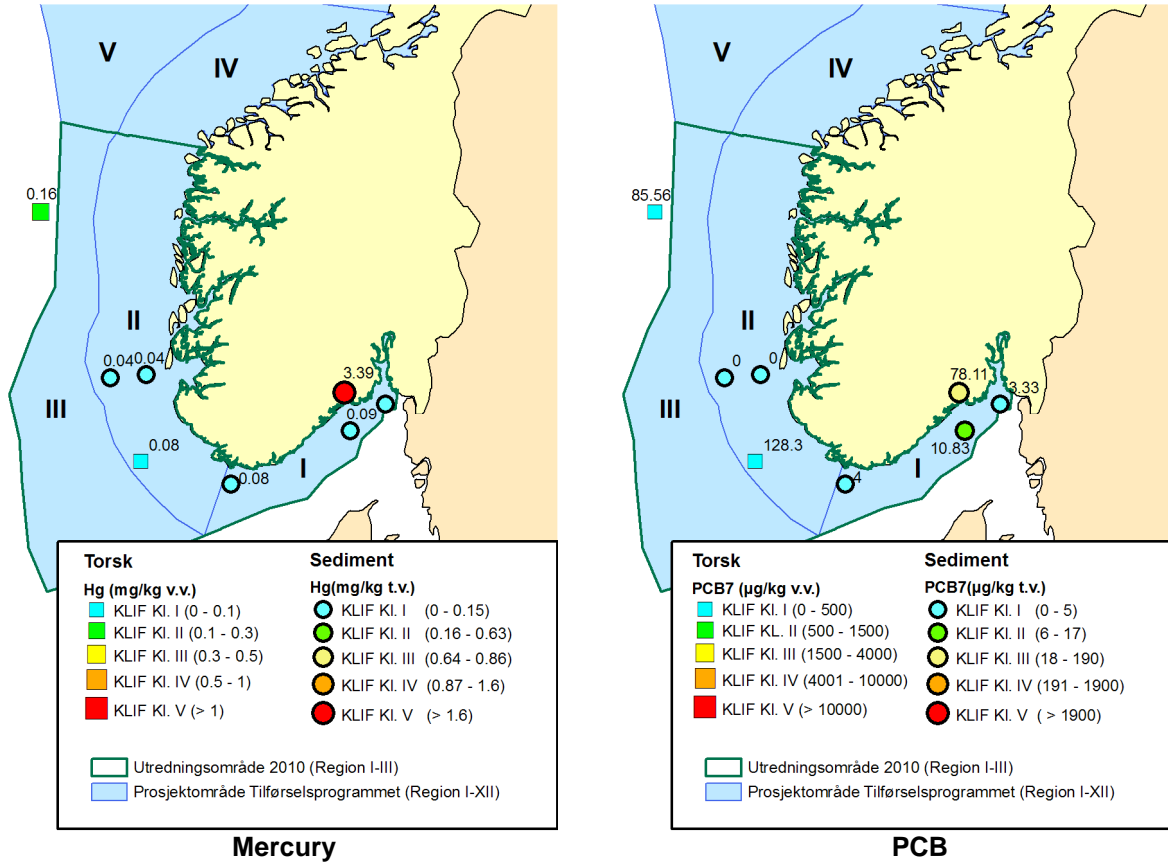 V
IV
0.16
II
0.04
0.04
III
3.39
0.09
0.08
I
0.08
Torsk
Hg (mg/kg v.v.)
KLIF Kl. I (0 - 0.1)
KLIF Kl. II (0.1 - 0.3)
KLIF Kl. III (0.3 - 0.5)
KLIF Kl. IV (0.5 - 1)
KLIF Kl. V (> 1)
Sediment
Hg(mg/kg t.v.)
KLIF Kl. I (0 - 0.15)
KLIF Kl. II (0.16 - 0.63)
KLIF Kl. III (0.64 - 0.86)
KLIF Kl. IV (0.87 - 1.6)
KLIF Kl. V (> 1.6)
Utredningsområde 2010 (Region I-III)
Prosjektområde Tilførselsprogrammet (Region I-XII)
Mercury
V
IV
85.56
II
0
0
III
78.11
3.33
128.3
10.83
I
4
Torsk
PCB7 (µg/kg v.v.)
KLIF Kl. I (0 - 500)
KLIF KL. II (500 - 1500)
KLIF Kl. III (1500 - 4000)
KLIF Kl. IV (4001 - 10000)
KLIF Kl. V (> 10000)
Sediment
PCB7(µg/kg t.v.)
KLIF Kl. I (0 - 5)
KLIF Kl. II (6 - 17)
KLIF Kl. III (18 - 190)
KLIF Kl. IV (191 - 1900)
KLIF Kl. V ( > 1900)
Utredningsområde 2010 (Region I-III)
Prosjektområde Tilførselsprogrammet (Region I-XII)
PCB